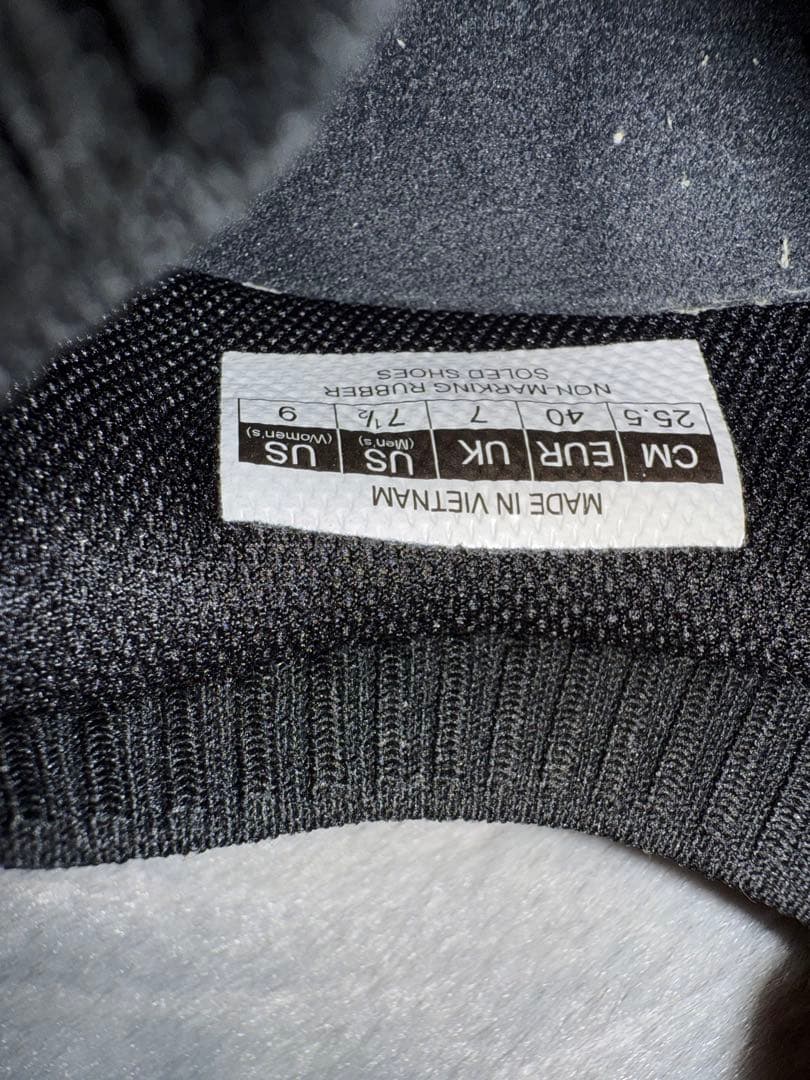 MADE IN VIETNAM
CM EUR UK US (Men's) US (Women's)
25.5 40 7 7½ 9
NON-MARKING RUBBER
SOLED SHOES